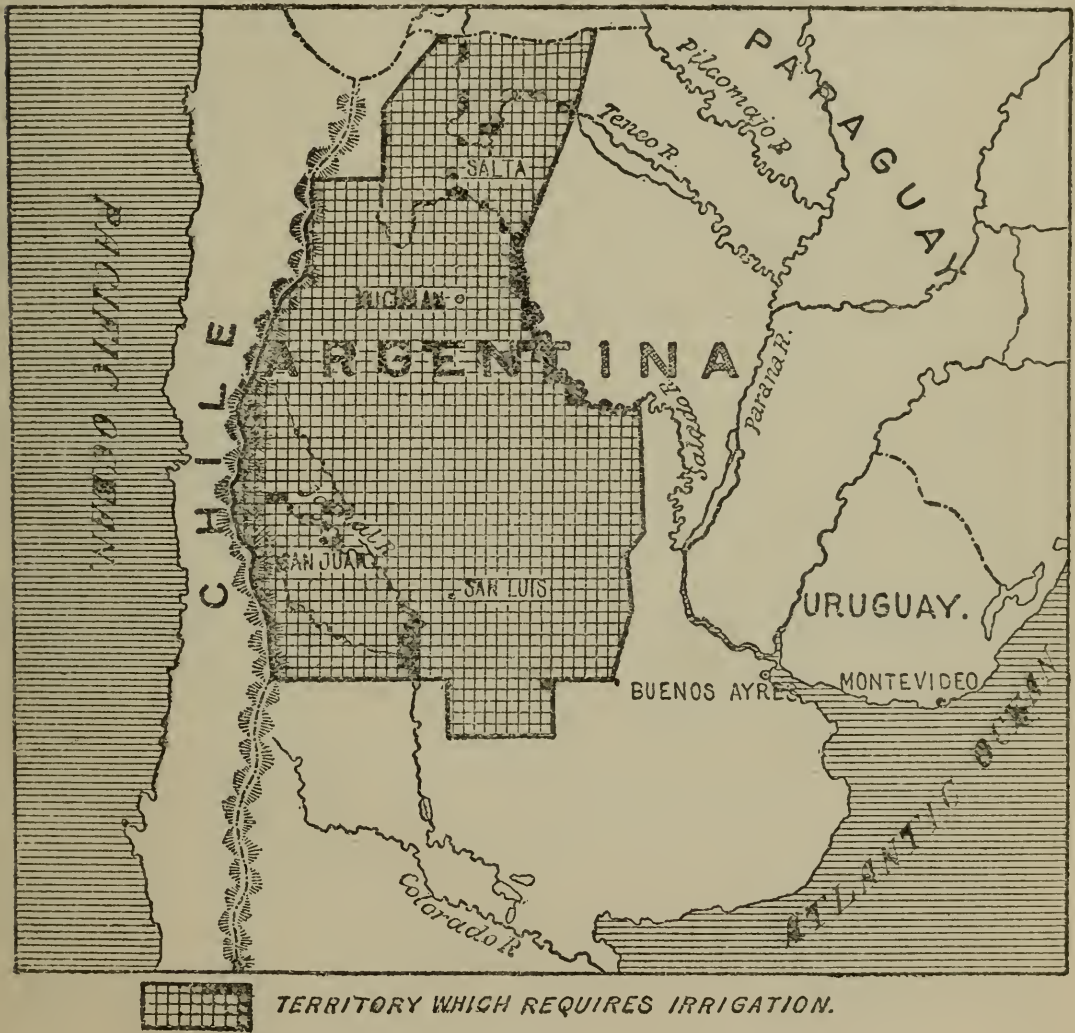 PARAGUAY
Pilcomajo R
Teneo R.
SALTA
PACIFIC OCEAN.
CHILE
ARGENTINA
Salado
Parana R.
SAN JUAN
SAN LUIS
URUGUAY.
BUENOS AYRES
MONTEVIDEO
ATLANTIC OCEAN
Colorado R
TERRITORY WHICH REQUIRES IRRIGATION.